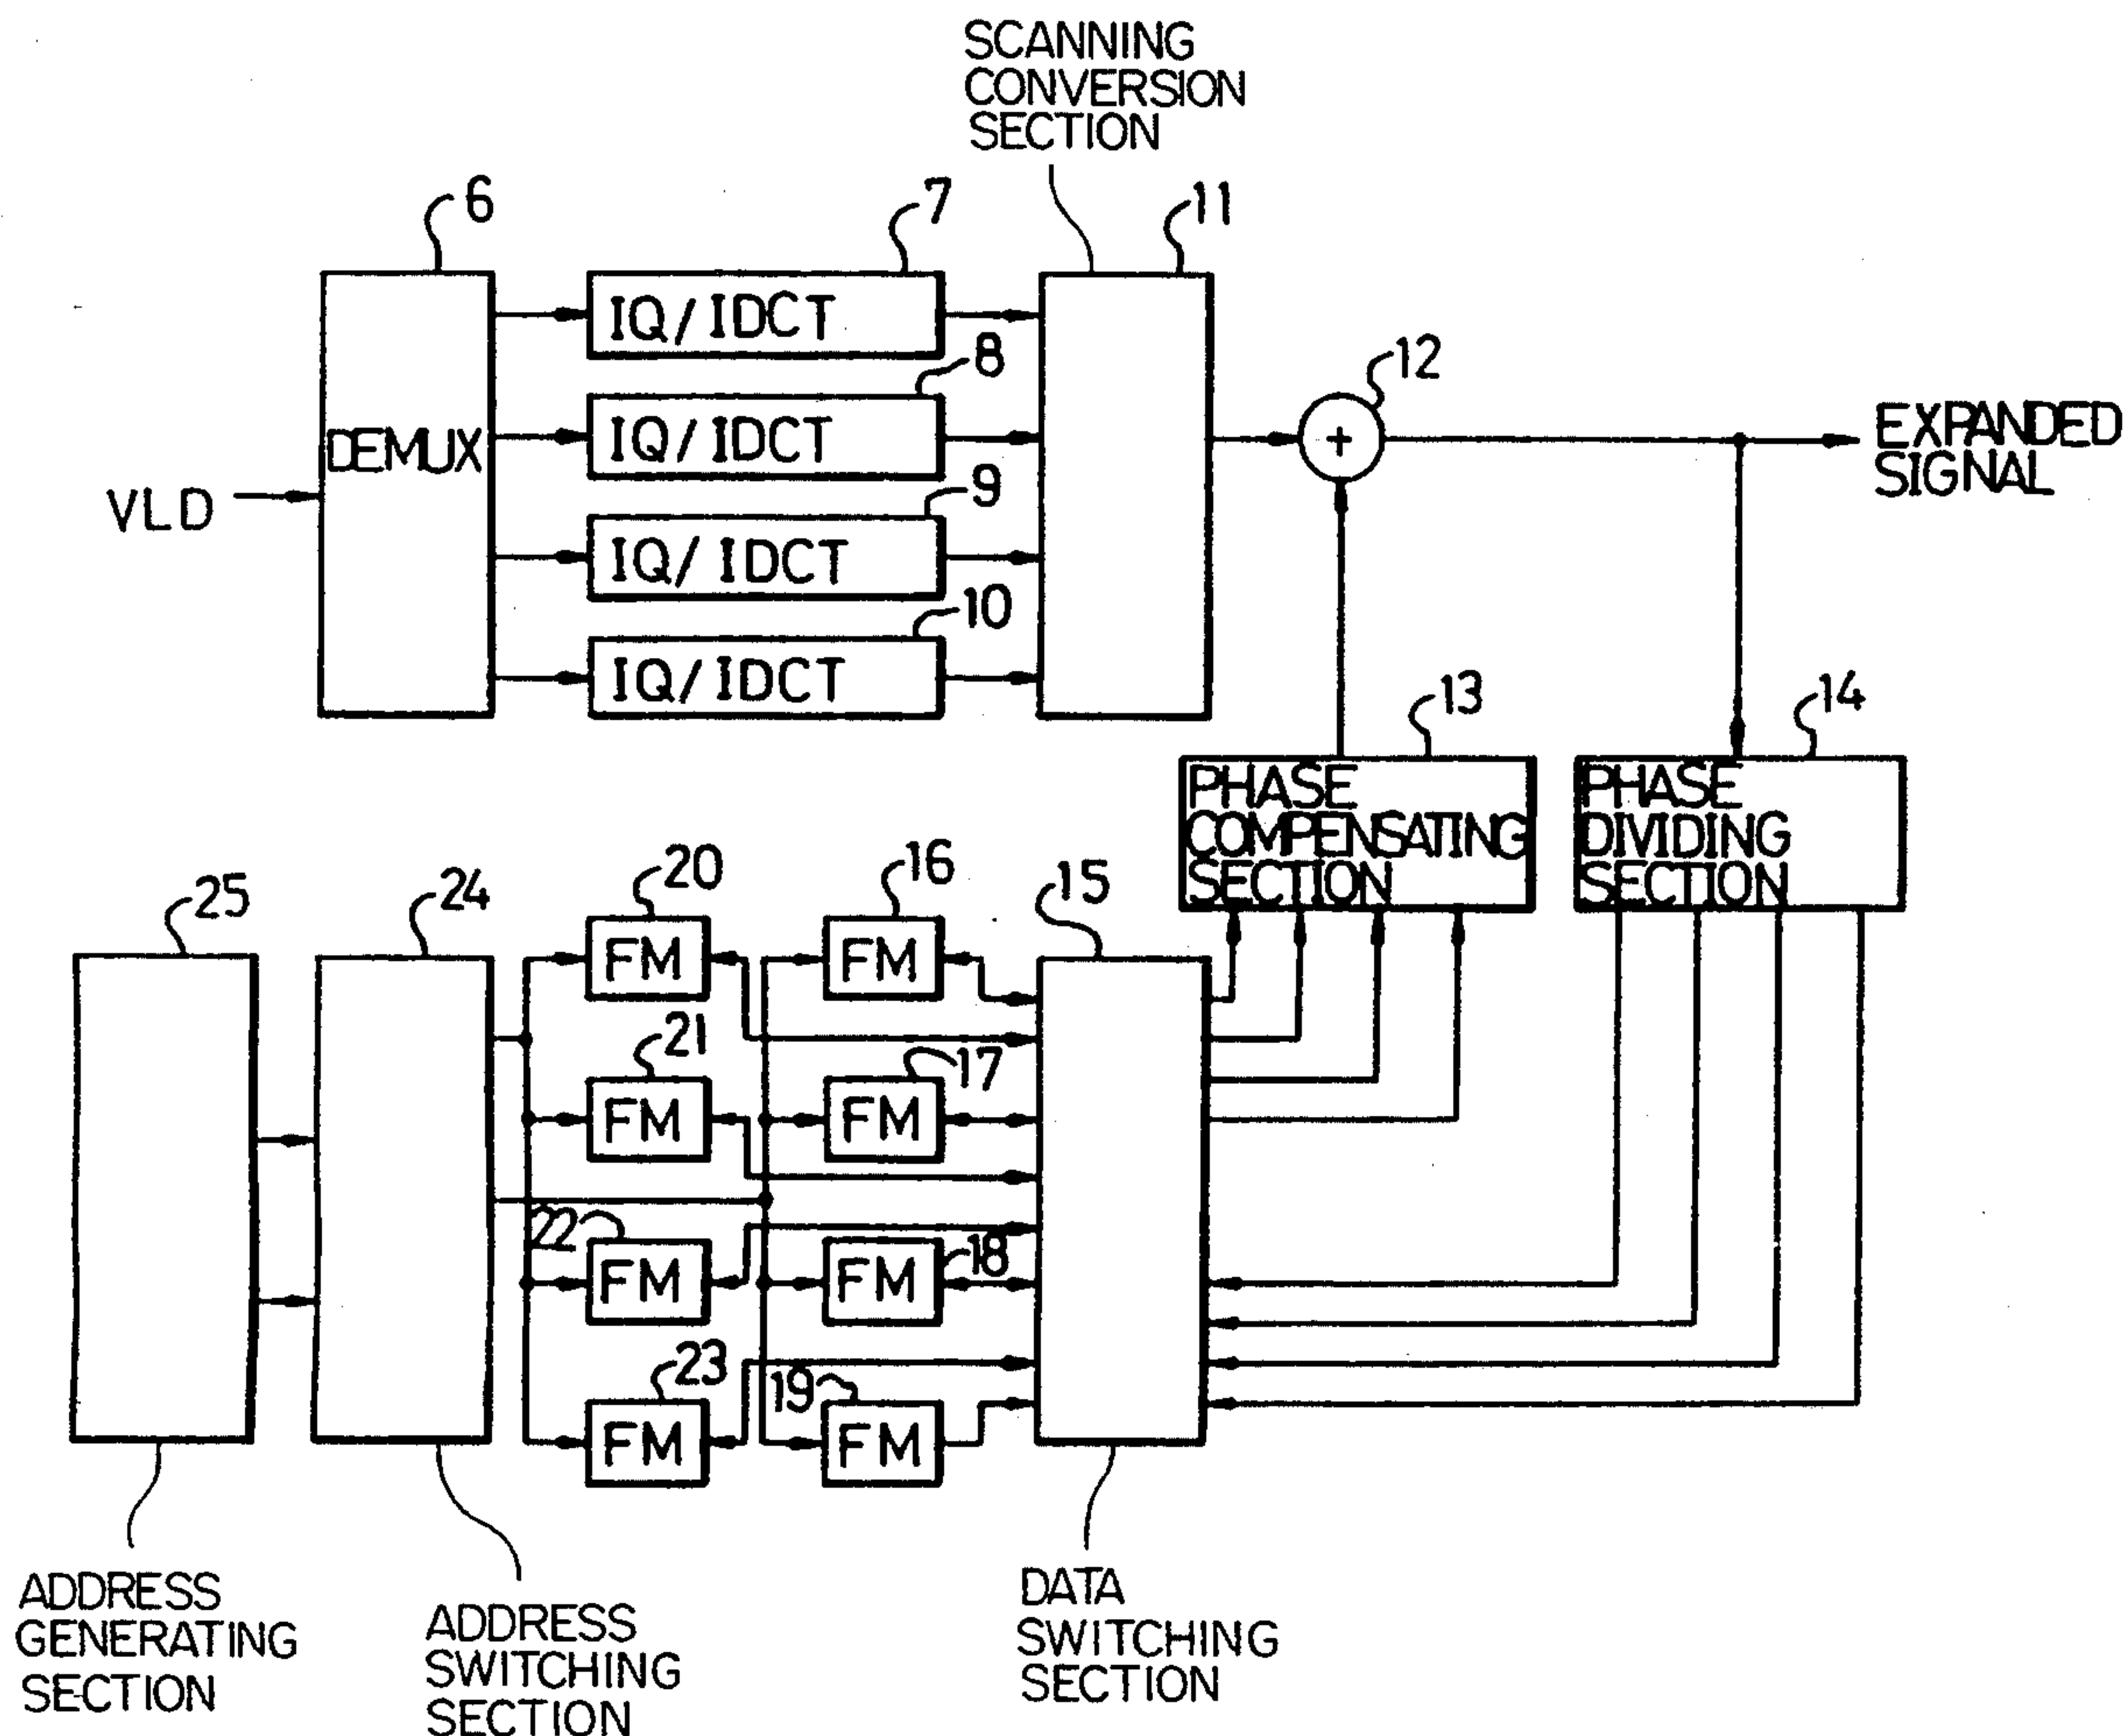 SCANNING
CONVERSION
SECTION
6
7
11
IQ/IDCT
8
12
DEMUX
IQ/IDCT
EXPANDED
SIGNAL
VLD
9
IQ/IDCT
10
IQ/IDCT
13
14
PHASE
COMPENSATING
SECTION
PHASE
DIVIDING
SECTION
25
24
20
16
15
FM
FM
21
17
FM
FM
22
18
FM
FM
23
19
FM
FM
ADDRESS
GENERATING
SECTION
ADDRESS
SWITCHING
SECTION
DATA
SWITCHING
SECTION
+